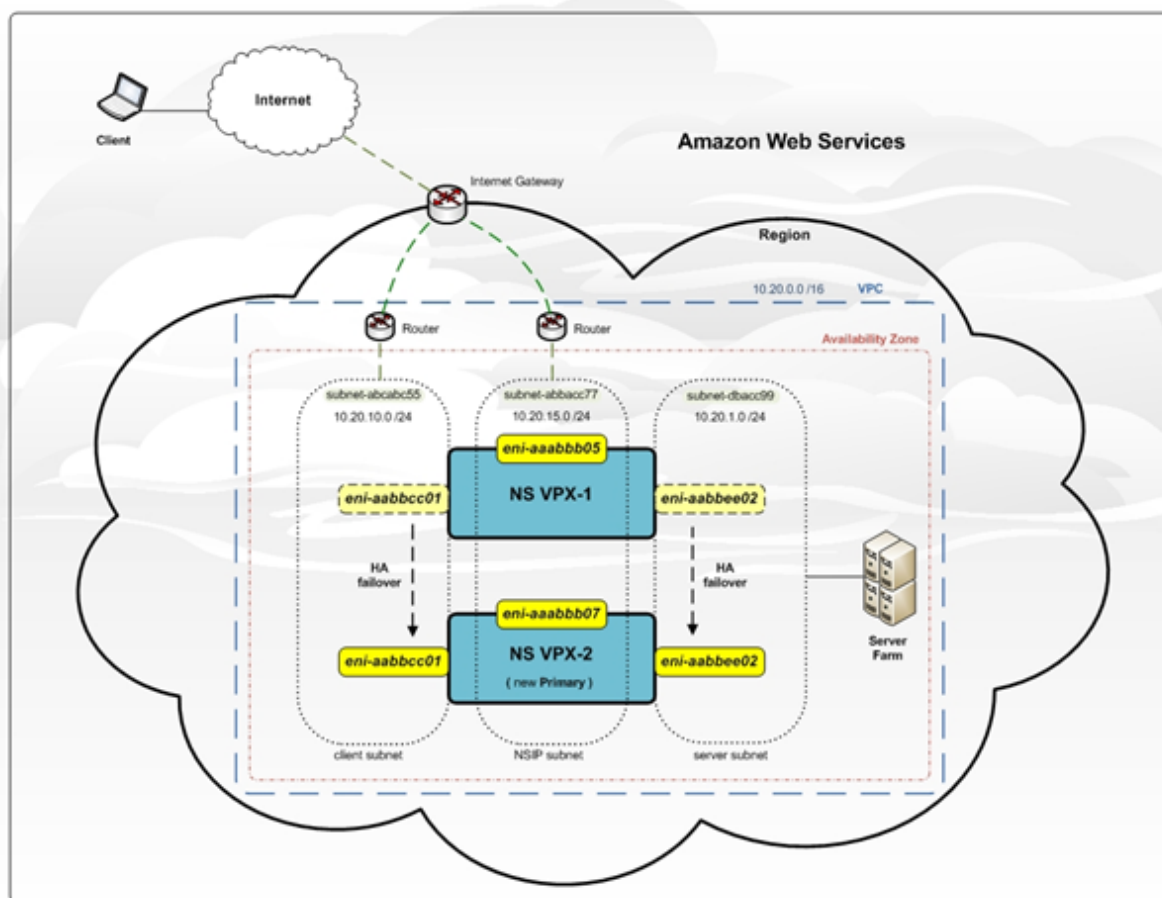 Internet
Client
Amazon Web Services
Internet Gateway
Region
10.20.0.0 /16 VPC
Router
Router
Availability Zone
subnet-abcabc55
subnet-abbacc77
subnet-dbacc99
10.20.10.0 /24
10.20.15.0 /24
10.20.1.0 /24
eni-aaabbb05
NS VPX-1
eni-aabbcc01
eni-aabbee02
HA
failover
HA
failover
eni-aaabbb07
NS VPX-2
( new Primary )
eni-aabbcc01
eni-aabbee02
Server
Farm
client subnet
NSIP subnet
server subnet